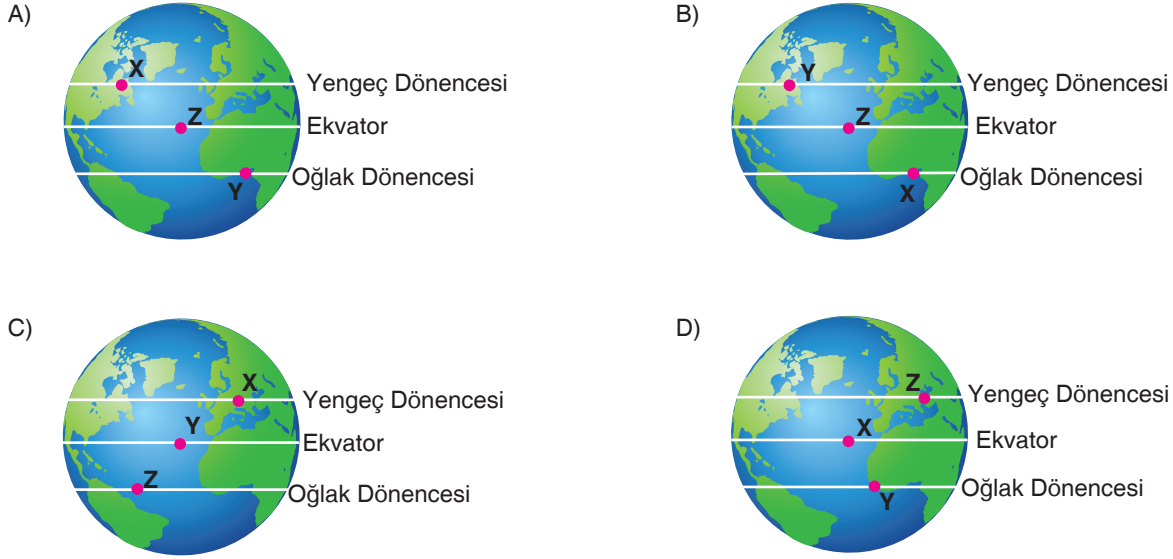 A)
X
Yengeç Dönencesi
Z
Ekvator
Oğlak Dönencesi
Y
B)
Y
Yengeç Dönencesi
Z
Ekvator
Oğlak Dönencesi
X
C)
X
Yengeç Dönencesi
Y
Ekvator
Z
Oğlak Dönencesi
D)
Z
Yengeç Dönencesi
X
Ekvator
Oğlak Dönencesi
Y